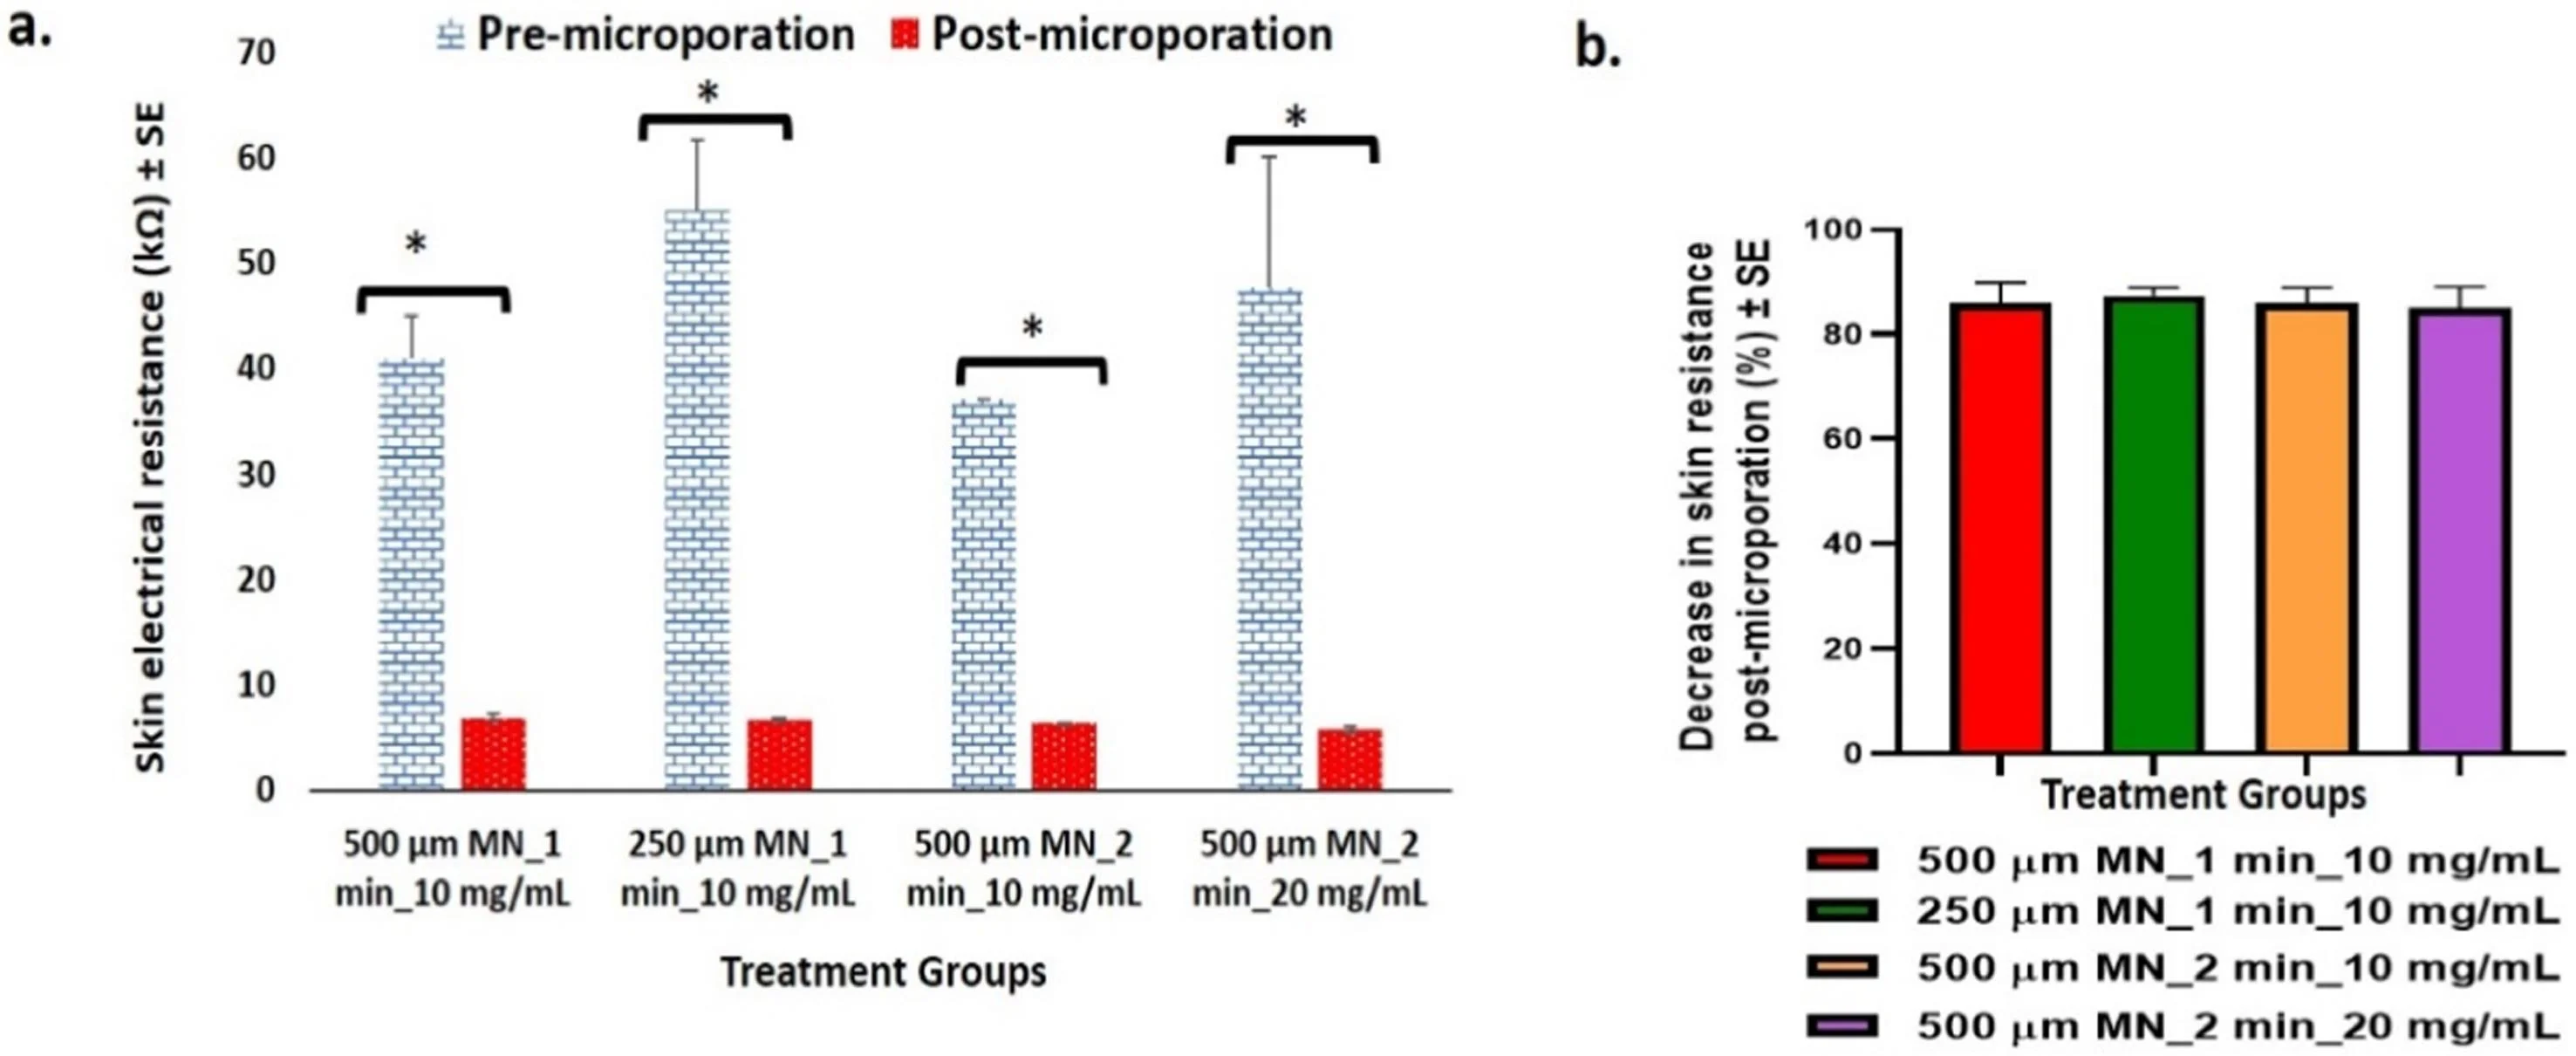 a.
Pre-microporation Post-microporation
Skin electrical resistance (kΩ) ± SE
70
60
50
40
30
20
10
0
*
*
*
*
500 µm MN_1
min_10 mg/mL
250 µm MN_1
min_10 mg/mL
500 µm MN_2
min_10 mg/mL
500 µm MN_2
min_20 mg/mL
Treatment Groups
b.
Decrease in skin resistance
post-microporation (%) ± SE
100
80
60
40
20
0
Treatment Groups
500 µm MN_1 min_10 mg/mL
250 µm MN_1 min_10 mg/mL
500 µm MN_2 min_10 mg/mL
500 µm MN_2 min_20 mg/mL